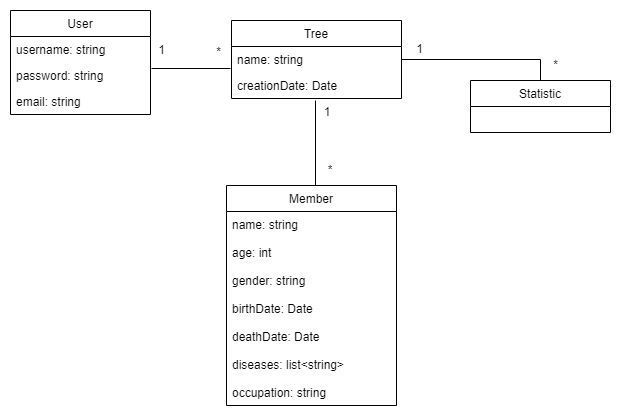 User
username: string
password: string
email: string
1
*
Tree
name: string
creationDate: Date
1
*
Statistic
1
*
Member
name: string
age: int
gender: string
birthDate: Date
deathDate: Date
diseases: list<string>
occupation: string